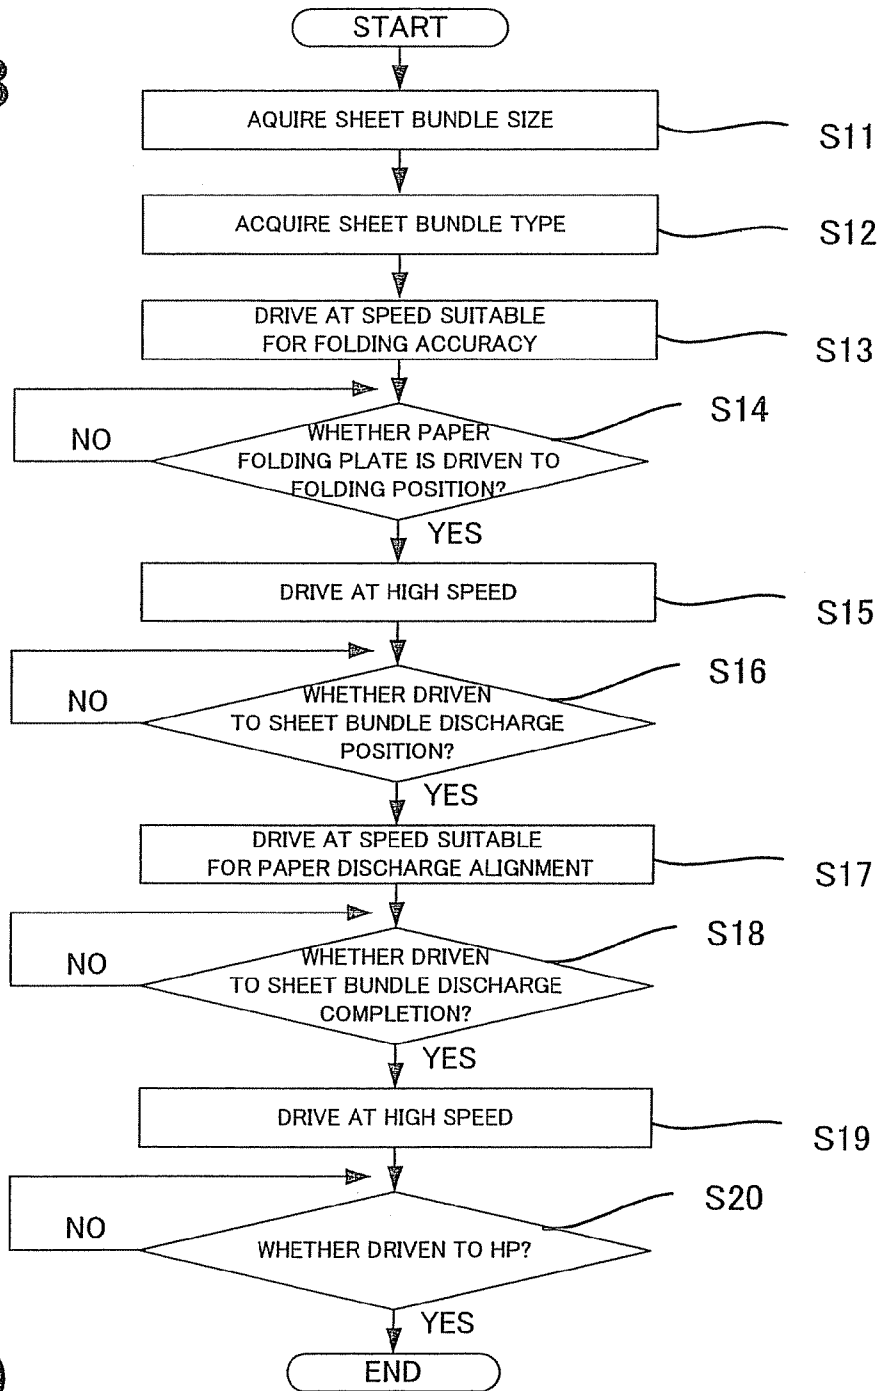 START
AQUIRE SHEET BUNDLE SIZE
S11
ACQUIRE SHEET BUNDLE TYPE
S12
DRIVE AT SPEED SUITABLE
FOR FOLDING ACCURACY
S13
S14
NO
WHETHER PAPER
FOLDING PLATE IS DRIVEN TO
FOLDING POSITION?
YES
DRIVE AT HIGH SPEED
S15
S16
NO
WHETHER DRIVEN
TO SHEET BUNDLE DISCHARGE
POSITION?
YES
DRIVE AT SPEED SUITABLE
FOR PAPER DISCHARGE ALIGNMENT
S17
S18
NO
WHETHER DRIVEN
TO SHEET BUNDLE DISCHARGE
COMPLETION?
YES
DRIVE AT HIGH SPEED
S19
S20
NO
WHETHER DRIVEN TO HP?
YES
END